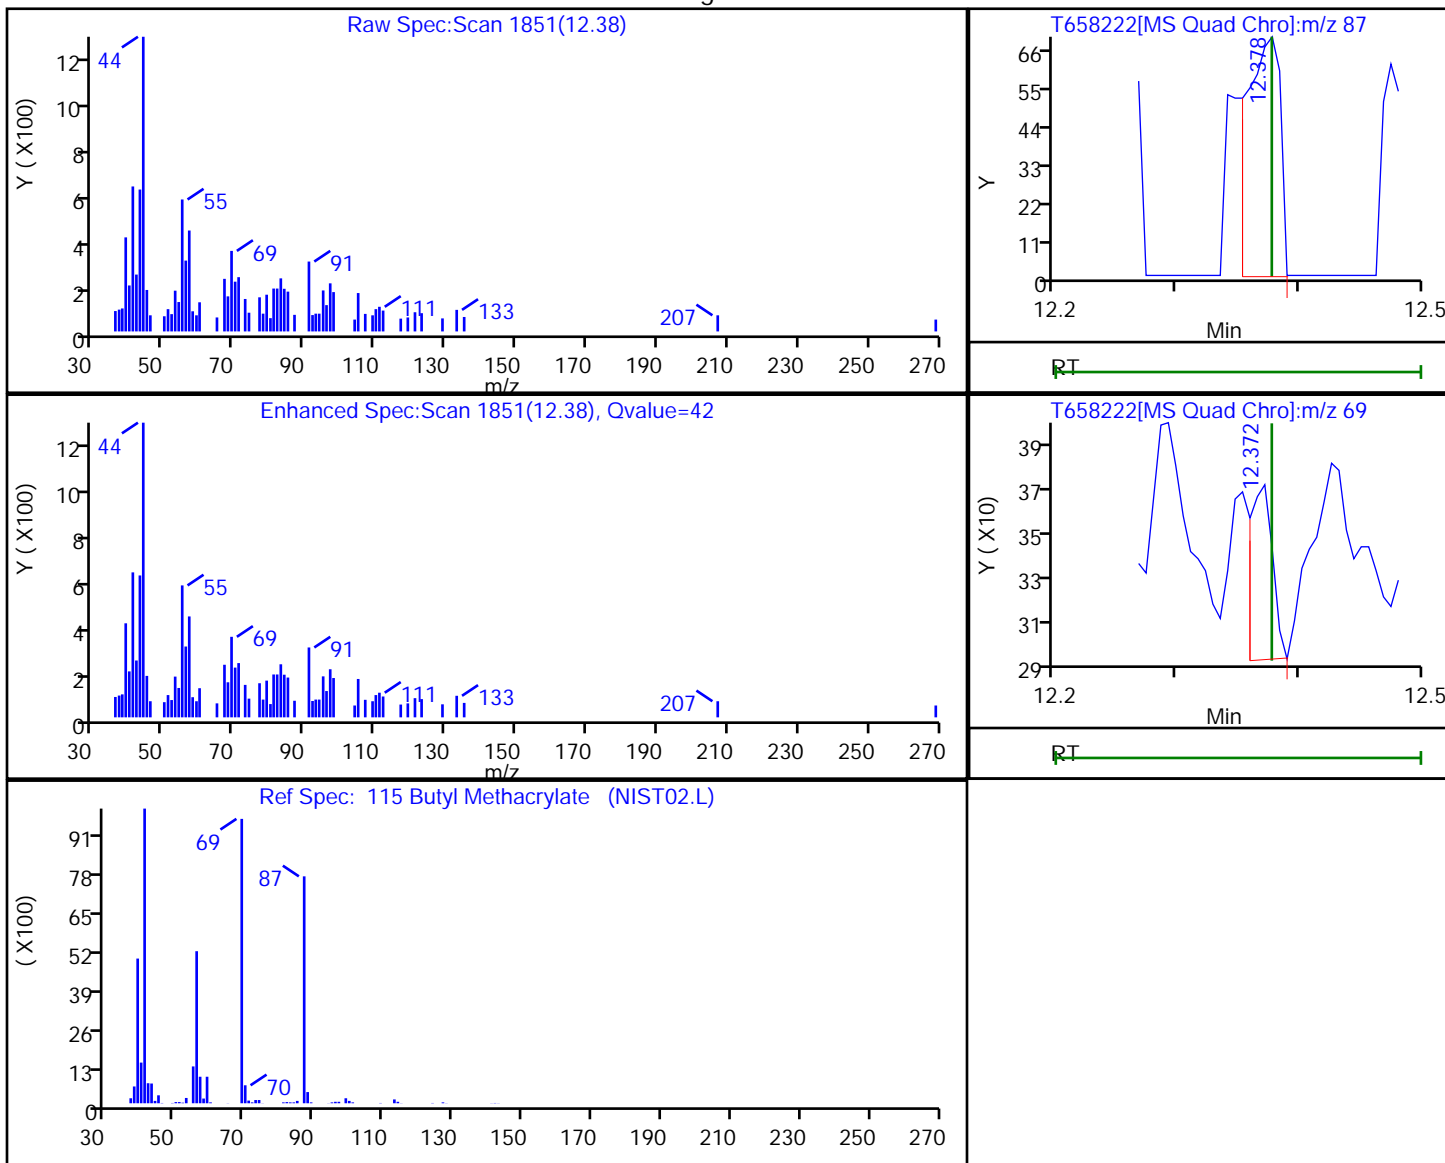 Raw Spec:Scan 1851(12.38)
Y ( X100)
12
10
8
6
4
2
0
44
55
69
91
111
133
207
30 50 70 90 110 130 150 170 190 210 230 250 270
m/z
T658222[MS Quad Chro]:m/z 87
Y
66
55
44
33
22
11
0
12.378
12.2 12.5
Min
RT
Enhanced Spec:Scan 1851(12.38), Qvalue=42
Y ( X100)
12
10
8
6
4
2
0
44
55
69
91
111
133
207
30 50 70 90 110 130 150 170 190 210 230 250 270
m/z
T658222[MS Quad Chro]:m/z 69
Y ( X10)
39
37
35
33
31
29
12.372
12.2 12.5
Min
RT
Ref Spec: 115 Butyl Methacrylate (NIST02.L)
( X100)
91
78
65
52
39
26
13
0
69
87
70
30 50 70 90 110 130 150 170 190 210 230 250 270